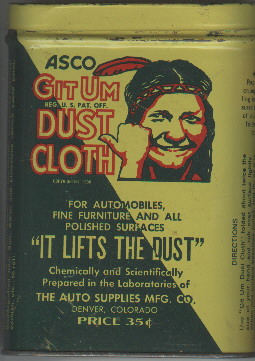 ASCO
GIT UM
REG. U.S. PAT. OFF.
DUST
CLOTH
FOR AUTOMOBILES,
FINE FURNITURE AND ALL
POLISHED SURFACES
"IT LIFTS THE DUST"
Chemically and Scientifically
Prepared in the Laboratories of
THE AUTO SUPPLIES MFG. CO.
DENVER, COLORADO
PRICE 35¢
DIRECTIONS